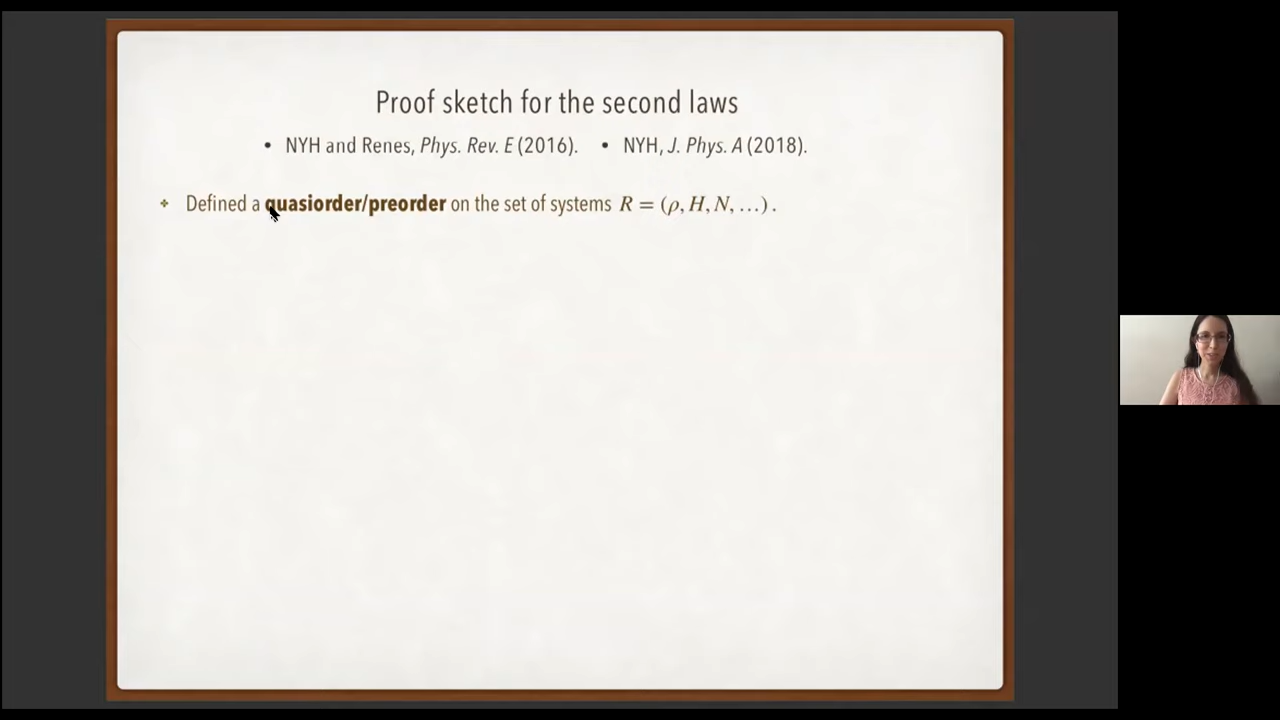 Proof sketch for the second laws
• NYH and Renes, Phys. Rev. E (2016). • NYH, J. Phys. A (2018).
Defined a quasiorder/preorder on the set of systems R = (ρ, H, N, …) .